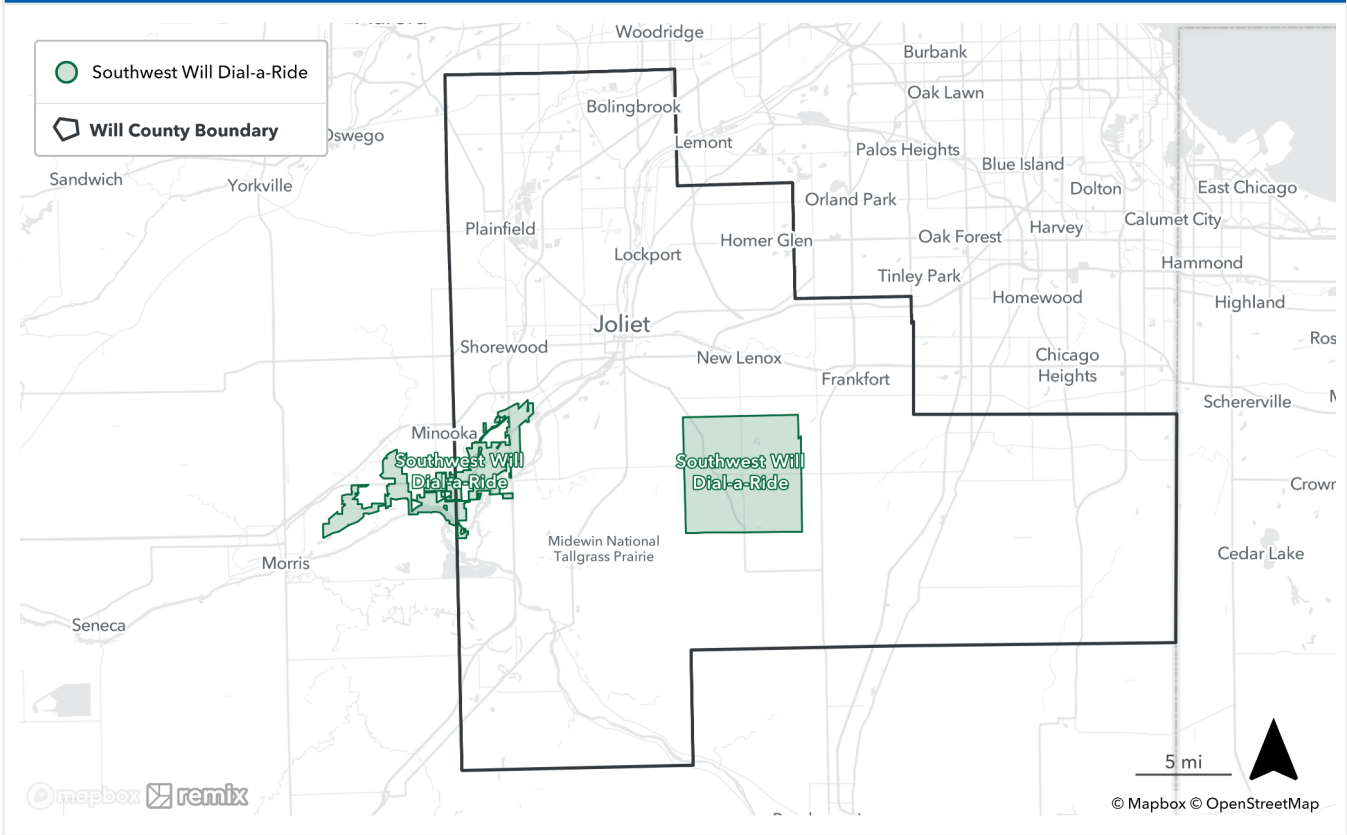 Southwest Will Dial-a-Ride
Will County Boundary
Woodridge
Burbank
Oak Lawn
Bolingbrook
Oswego
Lemont
Palos Heights
Blue Island
Sandwich
Yorkville
Dolton
East Chicago
Orland Park
Calumet City
Plainfield
Harvey
Oak Forest
Homer Glen
Lockport
Hammond
Tinley Park
Homewood
Highland
Joliet
Ros
Shorewood
New Lenox
Chicago
Heights
Frankfort
Schererville
Minooka
Southwest Will
Dial-a-Ride
Southwest Will
Dial-a-Ride
Crown
Midewin National
Tallgrass Prairie
Cedar Lake
Morris
Seneca
5 mi
mapbox remix
© Mapbox © OpenStreetMap